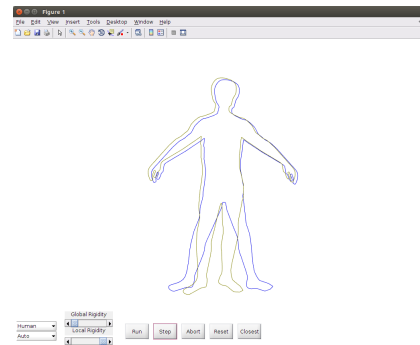 Figure 1
File Edit View Insert Tools Desktop Window Help
Global Rigidity
Human
Local Rigidity
Auto
Run Step Abort Reset Closest